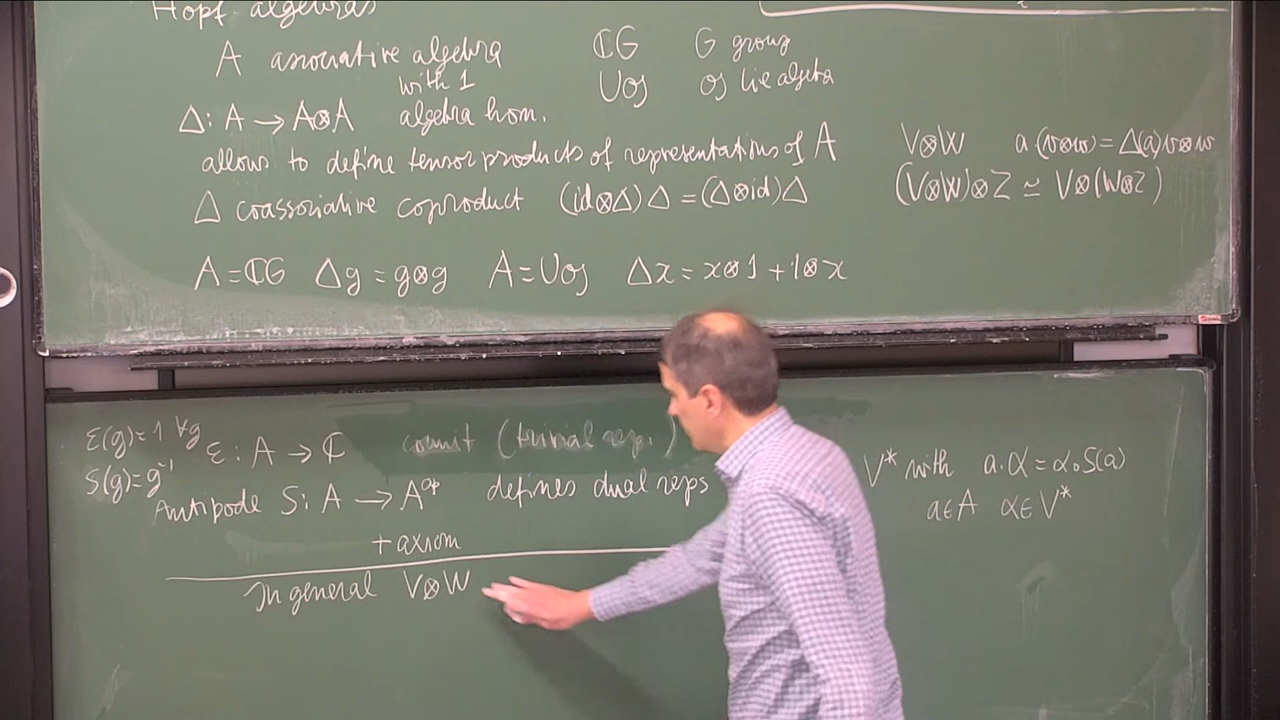 Hopf algebras
A associative algebra with 1
ℂG G group
U𝔤 𝔤 Lie algebra
Δ: A → A⊗A algebra hom.
allows to define tensor products of representations of A
V⊗W a(v⊗w) = Δ(a) v⊗w
(V⊗W)⊗Z ≃ V⊗(W⊗Z)
Δ coassociative coproduct (id⊗Δ)Δ = (Δ⊗id)Δ
A = ℂG Δg = g⊗g A = U𝔤 Δx = x⊗1 + 1⊗x
ε(g) = 1 ∀g
S(g) = g⁻¹
ε: A → ℂ counit (trivial rep.)
Antipode S: A → A^op defines dual reps
V* with a·α = α∘S(a)
a∈A α∈V*
+ axiom
In general V⊗W